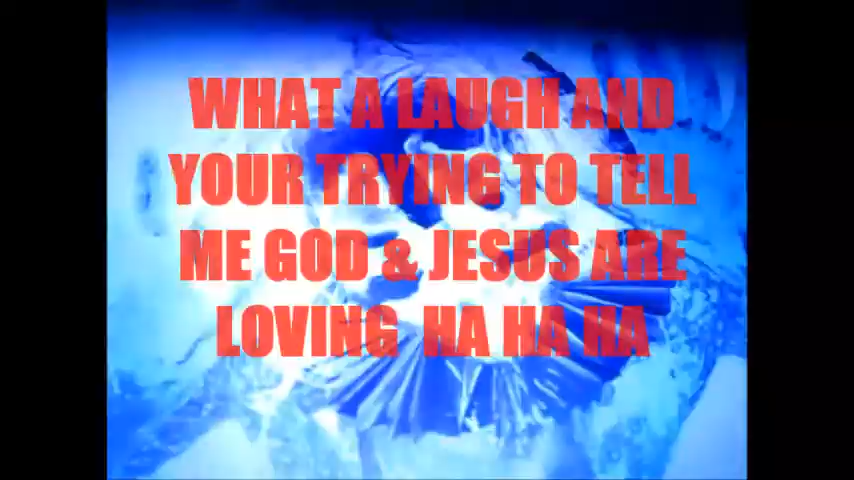 WHAT A LAUGH AND
YOUR TRYING TO TELL
ME GOD & JESUS ARE
LOVING HA HA HA